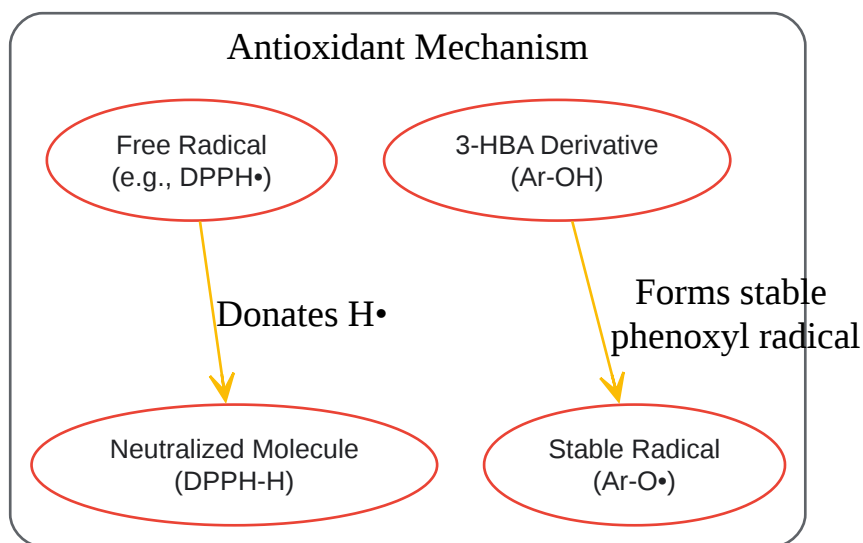 Antioxidant Mechanism
Free Radical
(e.g., DPPH•)
3-HBA Derivative
(Ar-OH)
Donates H•
Forms stable
phenoxyl radical
Neutralized Molecule
(DPPH-H)
Stable Radical
(Ar-O•)